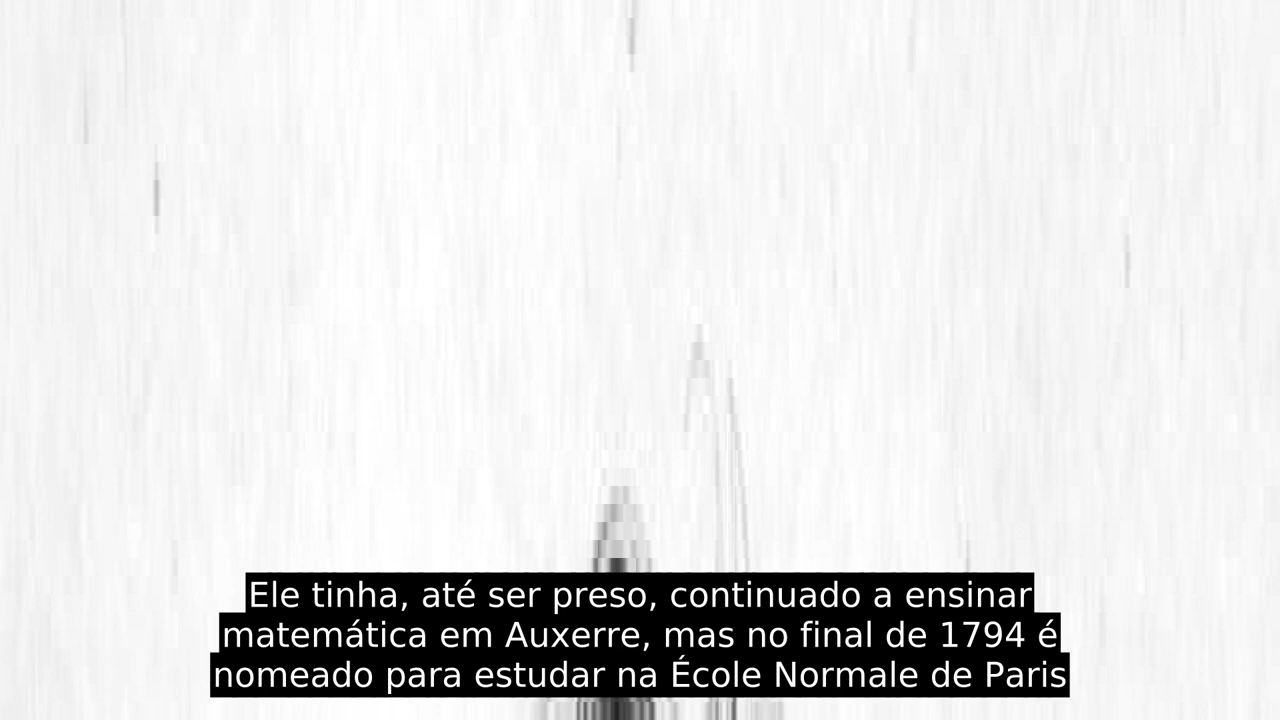 Ele tinha, até ser preso, continuado a ensinar
matemática em Auxerre, mas no final de 1794 é
nomeado para estudar na École Normale de Paris